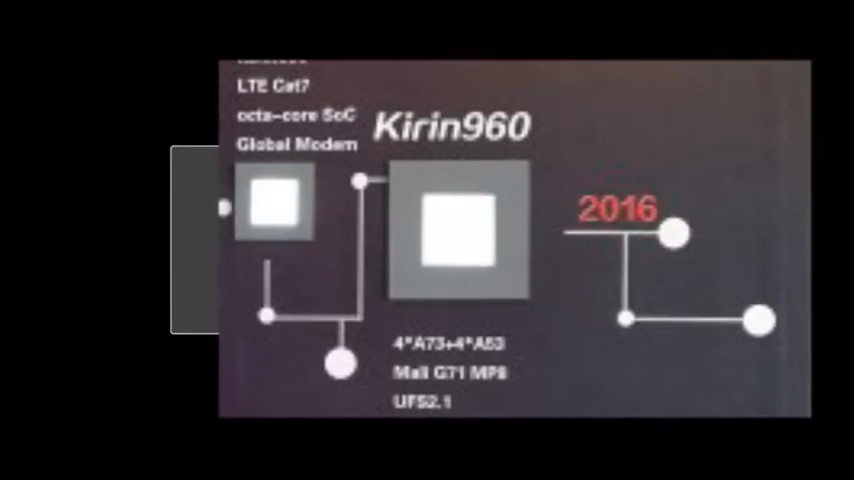 LTE Cat7
octa-core SoC
Global Modem
Kirin960
2016
4*A73+4*A53
Mali G71 MP8
UFS2.1